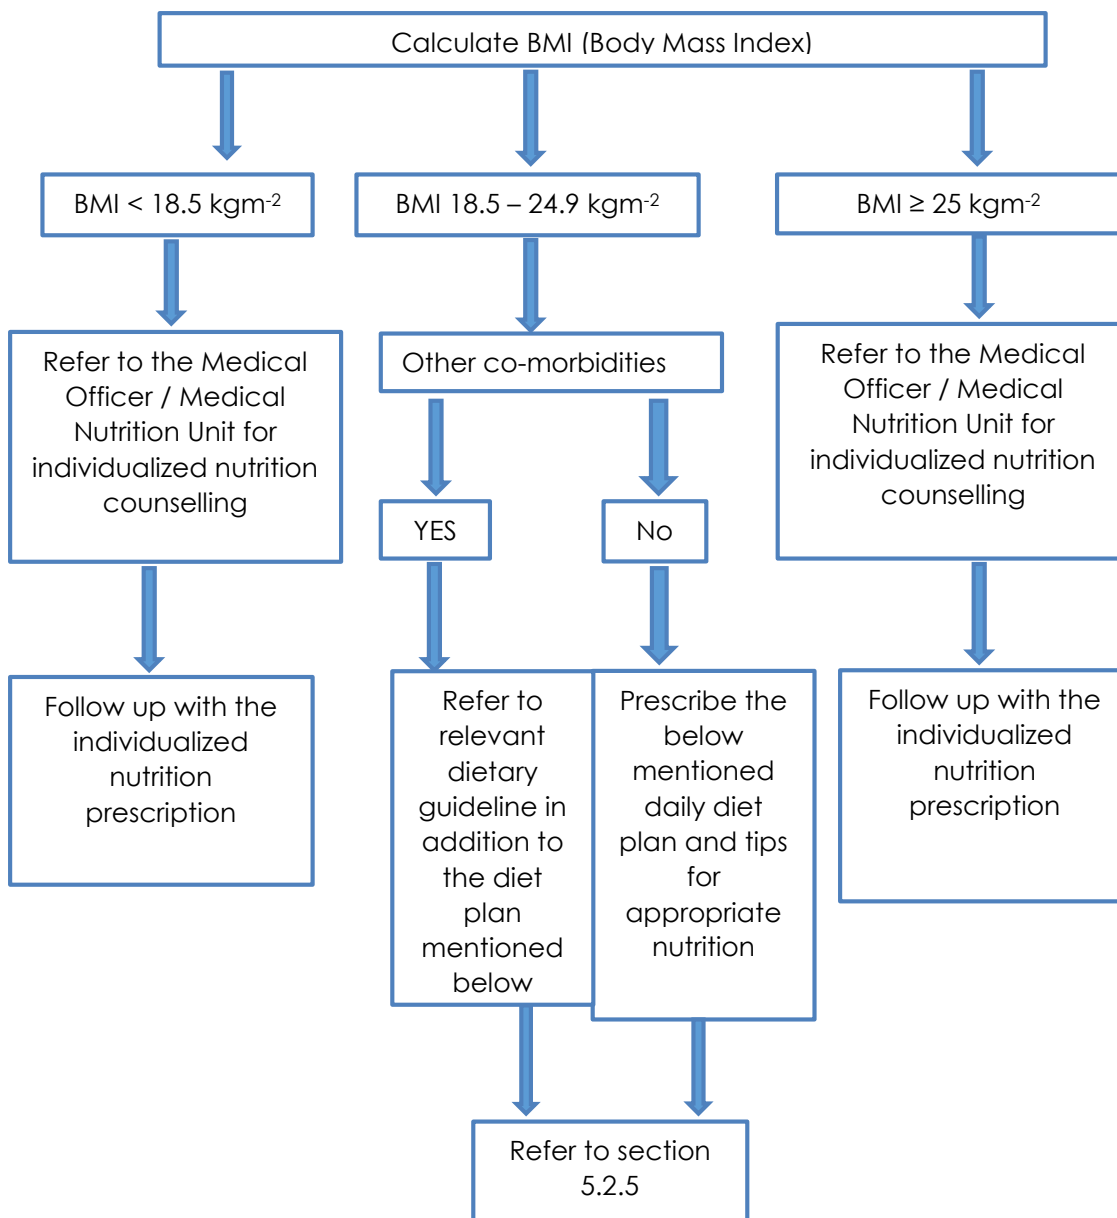 Calculate BMI (Body Mass Index)
BMI < 18.5 kgm-2
BMI 18.5 – 24.9 kgm-2
BMI ≥ 25 kgm-2
Refer to the Medical
Officer / Medical
Nutrition Unit for
individualized nutrition
counselling
Other co-morbidities
Refer to the Medical
Officer / Medical
Nutrition Unit for
individualized nutrition
counselling
YES
No
Follow up with the
individualized
nutrition
prescription
Refer to
relevant
dietary
guideline in
addition to
the diet
plan
mentioned
below
Prescribe the
below
mentioned
daily diet
plan and tips
for
appropriate
nutrition
Follow up with the
individualized
nutrition
prescription
Refer to section
5.2.5